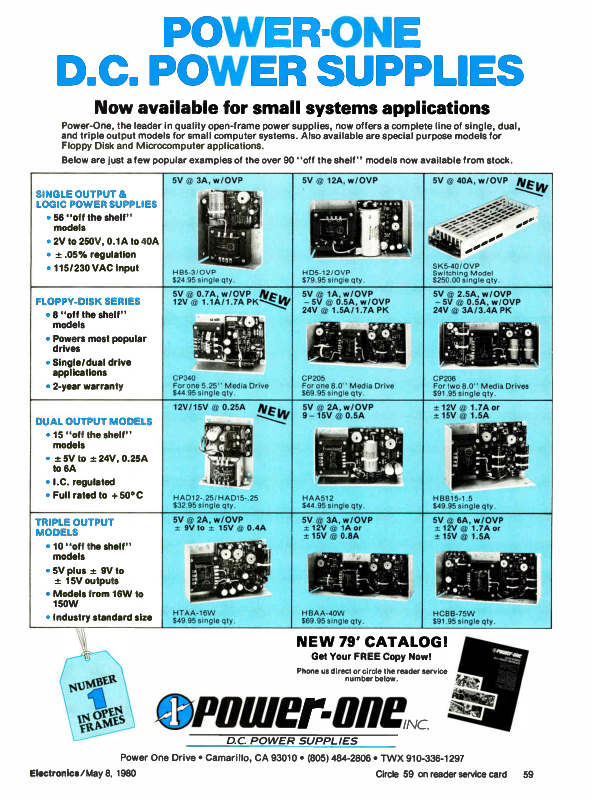 POWER-ONE
D.C. POWER SUPPLIES
Now available for small systems applications
Power-One, the leader in quality open-frame power supplies, now offers a complete line of single, dual,
and triple output models for small computer systems. Also available are special purpose models for
Floppy Disk and Microcomputer applications.
Below are just a few popular examples of the over 90 "off the shelf" models now available from stock.
SINGLE OUTPUT &
LOGIC POWER SUPPLIES
• 56 "off the shelf"
models
• 2V to 250V, 0.1A to 40A
• ± .05% regulation
• 115/230 VAC Input
5V @ 3A, w/OVP
HB5-3/OVP
$24.95 single qty.
5V @ 12A, w/OVP
HD5-12/OVP
$79.95 single qty.
5V @ 40A, w/OVP
NEW
SK5-40/OVP
Switching Model
$250.00 single qty.
FLOPPY-DISK SERIES
• 8 "off the shelf"
models
• Powers most popular
drives
• Single/dual drive
applications
• 2-year warranty
5V @ 0.7A, w/OVP
12V @ 1.1A/1.7A PK
NEW
CP340
For one 5.25" Media Drive
$44.95 single qty.
5V @ 1A, w/OVP
– 5V @ 0.5A, w/OVP
24V @ 1.5A/1.7A PK
CP205
For one 8.0" Media Drive
$69.95 single qty.
5V @ 2.5A, w/OVP
– 5V @ 0.5A, w/OVP
24V @ 3A/3.4A PK
CP206
For two 8.0" Media Drives
$91.95 single qty.
DUAL OUTPUT MODELS
• 15 "off the shelf"
models
• ± 5V to ± 24V, 0.25A
to 6A
• I.C. regulated
• Full rated to + 50°C
12V/15V @ 0.25A
NEW
HAD12-.25/HAD15-.25
$32.95 single qty.
5V @ 2A, w/OVP
9 – 15V @ 0.5A
HAA512
$44.95 single qty.
± 12V @ 1.7A or
± 15V @ 1.5A
HBB15-1.5
$49.95 single qty.
TRIPLE OUTPUT
MODELS
• 10 "off the shelf"
models
• 5V plus ± 9V to
± 15V outputs
• Models from 16W to
150W
• Industry standard size
5V @ 2A, w/OVP
± 9V to ± 15V @ 0.4A
HTAA-16W
$49.95 single qty.
5V @ 3A, w/OVP
± 12V @ 1A or
± 15V @ 0.8A
HBAA-40W
$69.95 single qty.
5V @ 6A, w/OVP
± 12V @ 1.7A or
± 15V @ 1.5A
HCBB-75W
$91.95 single qty.
NUMBER
1
IN OPEN
FRAMES
NEW 79' CATALOG!
Get Your FREE Copy Now!
Phone us direct or circle the reader service
number below.
POWER-ONE
POWER-ONE INC.
D.C. POWER SUPPLIES
Power One Drive • Camarillo, CA 93010 • (805) 484-2806 • TWX 910-336-1297
Electronics/May 8, 1980
Circle 59 on reader service card 59